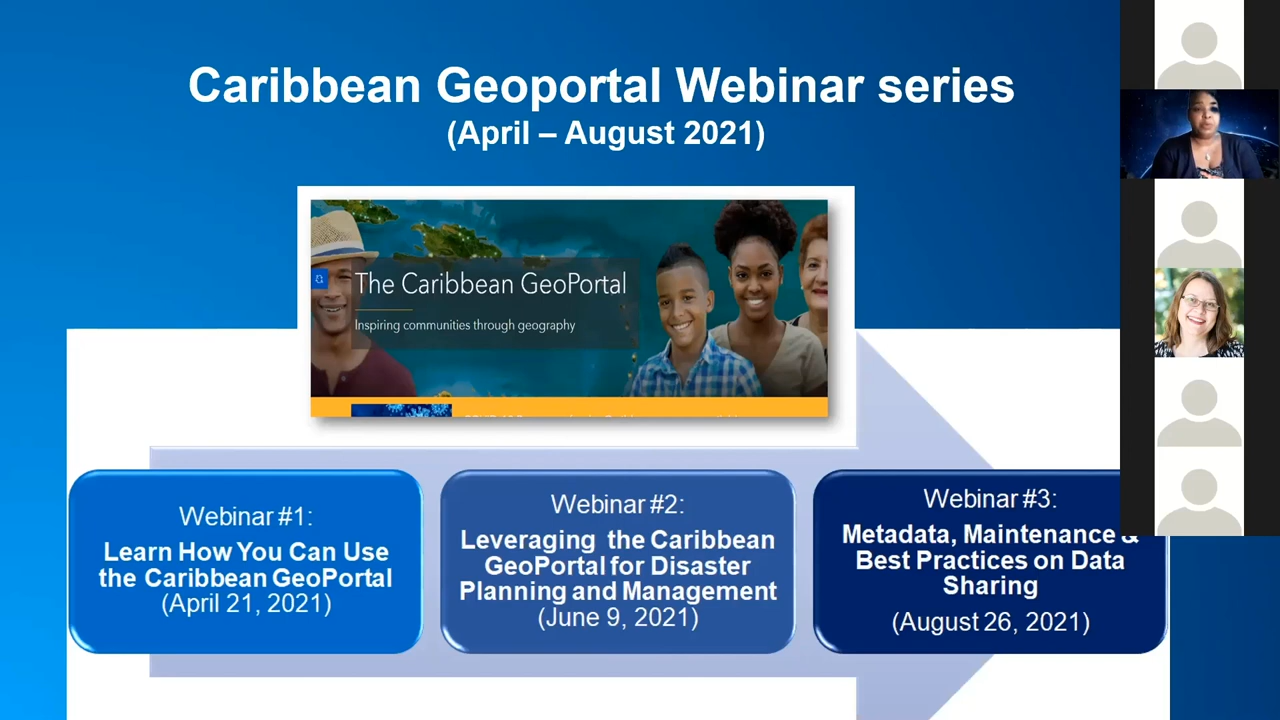 Caribbean Geoportal Webinar series
(April – August 2021)
The Caribbean GeoPortal
Inspiring communities through geography
Webinar #1:
Learn How You Can Use
the Caribbean GeoPortal
(April 21, 2021)
Webinar #2:
Leveraging the Caribbean
GeoPortal for Disaster
Planning and Management
(June 9, 2021)
Webinar #3:
Metadata, Maintenance &
Best Practices on Data
Sharing
(August 26, 2021)